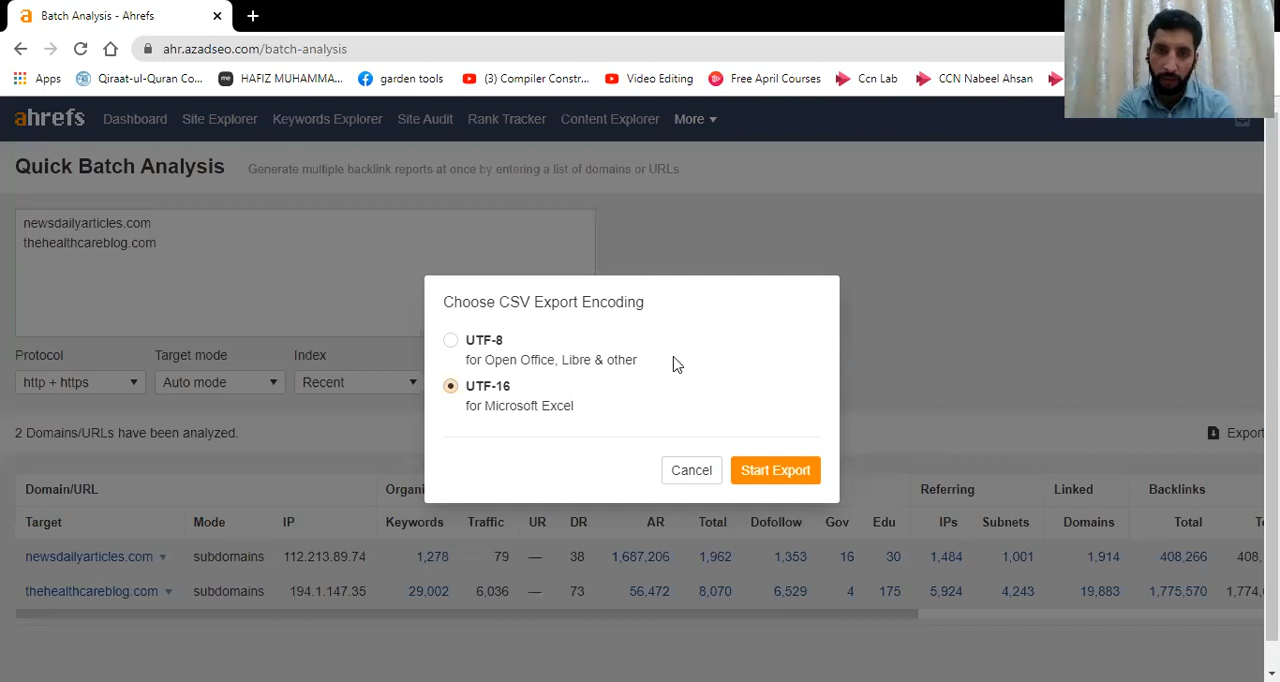 Batch Analysis - Ahrefs
ahr.azadseo.com/batch-analysis
Apps Qiraat-ul-Quran Co... HAFIZ MUHAMMA... garden tools (3) Compiler Constr... Video Editing Free April Courses Ccn Lab CCN Nabeel Ahsan
ahrefs Dashboard Site Explorer Keywords Explorer Site Audit Rank Tracker Content Explorer More
Quick Batch Analysis Generate multiple backlink reports at once by entering a list of domains or URLs
newsdailyarticles.com
thehealthcareblog.com
Choose CSV Export Encoding
UTF-8
for Open Office, Libre & other
UTF-16
for Microsoft Excel
Cancel Start Export
Protocol Target mode Index
http + https Auto mode Recent
2 Domains/URLs have been analyzed. Export
Domain/URL Organi Referring Linked Backlinks
Target Mode IP Keywords Traffic UR DR AR Total Dofollow Gov Edu IPs Subnets Domains Total To
newsdailyarticles.com subdomains 112.213.89.74 1,278 79 — 38 1,687,206 1,962 1,353 16 30 1,484 1,001 1,914 408,266 408,
thehealthcareblog.com subdomains 194.1.147.35 29,002 6,036 — 73 56,472 8,070 6,529 4 175 5,924 4,243 19,883 1,775,570 1,774,